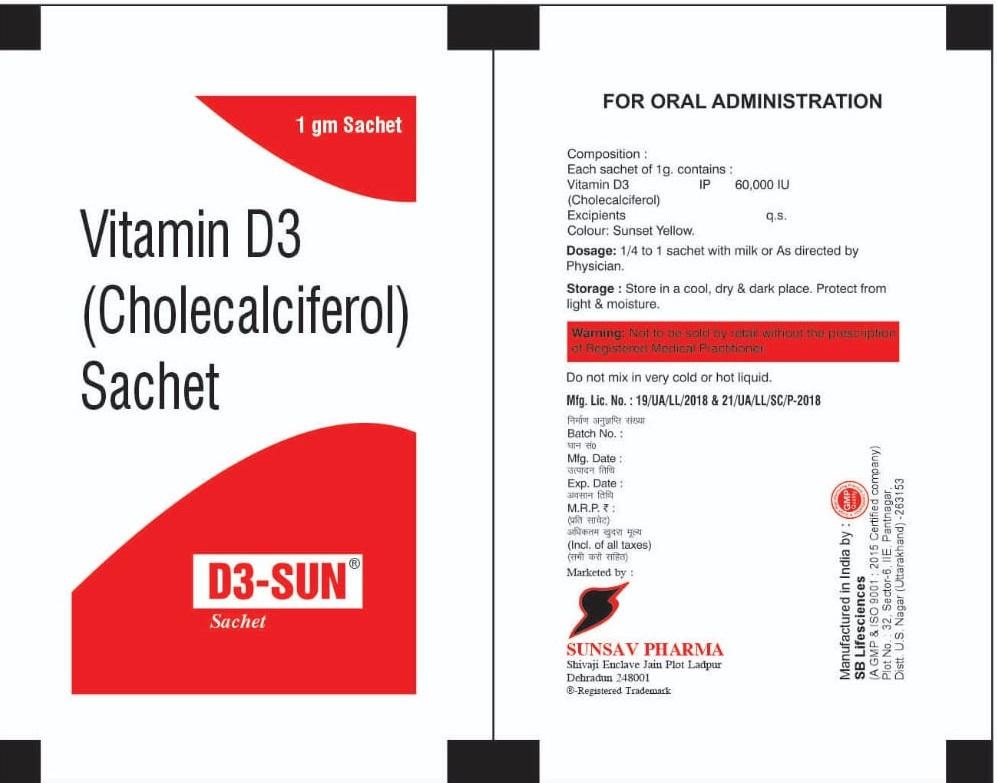 1 gm Sachet
Vitamin D3
(Cholecalciferol)
Sachet
D3-SUN®
Sachet
FOR ORAL ADMINISTRATION
Composition :
Each sachet of 1g. contains :
Vitamin D3 IP 60,000 IU
(Cholecalciferol)
Excipients q.s.
Colour: Sunset Yellow.
Dosage: 1/4 to 1 sachet with milk or As directed by
Physician.
Storage : Store in a cool, dry & dark place. Protect from
light & moisture.
Warning: Not to be sold by retail without the prescription
of Registered Medical Practitioner
Do not mix in very cold or hot liquid.
Mfg. Lic. No. : 19/UA/LL/2018 & 21/UA/LL/SC/P-2018
निर्माण अनुज्ञप्ति संख्या
Batch No. :
घान सं०
Mfg. Date :
उत्पादन तिथि
Exp. Date :
अवसान तिथि
M.R.P. ₹ :
(प्रति साचेट)
अधिकतम खुदरा मूल्य
(Incl. of all taxes)
(सभी करों सहित)
Marketed by :
SUNSAV PHARMA
Shivaji Enclave Jain Plot Ladpur
Dehradun 248001
®-Registered Trademark
Manufactured in India by :
SB Lifesciences
(A GMP & ISO 9001 : 2015 Certified company)
Plot No. : 32, Sector-6, IIE, Pantnagar,
Distt. U.S. Nagar (Uttarakhand) -263153
GMP